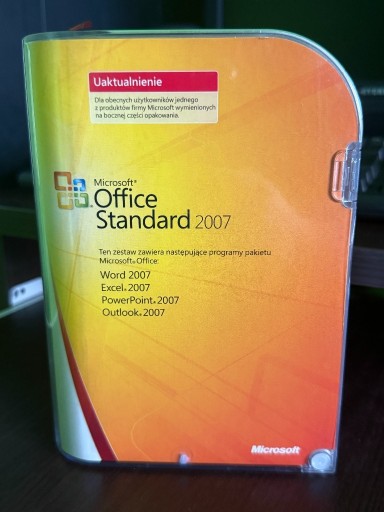 Uaktualnienie
Dla obecnych użytkowników jednego
z produktów firmy Microsoft wymienionych
na bocznej części opakowania.
Microsoft®
Office
Standard 2007
Ten zestaw zawiera następujące programy pakietu
Microsoft® Office:
Word 2007
Excel® 2007
PowerPoint® 2007
Outlook® 2007
Microsoft